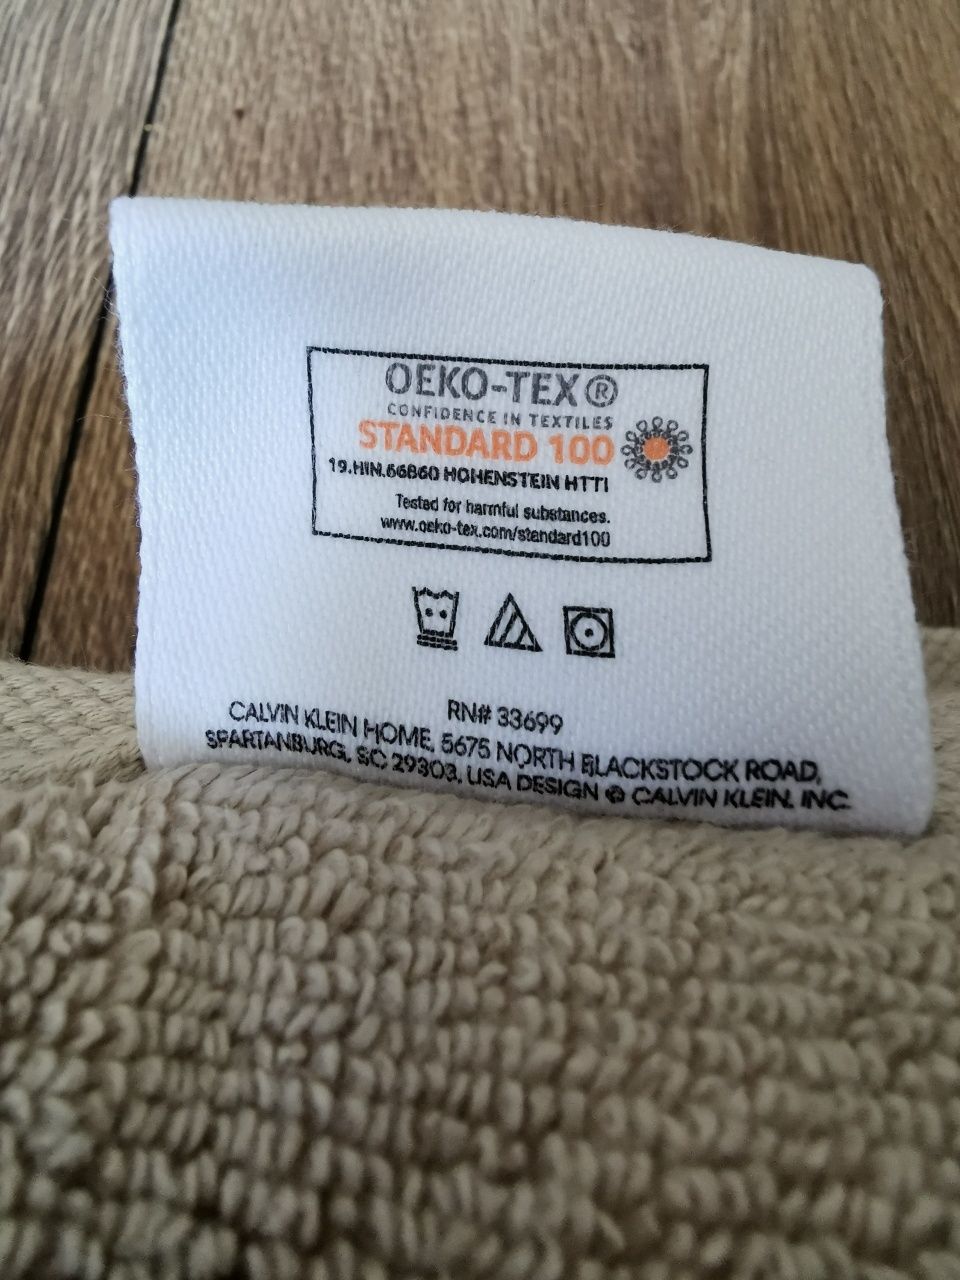 OEKO-TEX®
CONFIDENCE IN TEXTILES
STANDARD 100
19.HIN.66860 HOHENSTEIN HTTI
Tested for harmful substances.
www.oeko-tex.com/standard100
RN# 33699
CALVIN KLEIN HOME, 5675 NORTH BLACKSTOCK ROAD,
SPARTANBURG, SC 29303, USA DESIGN © CALVIN KLEIN, INC.